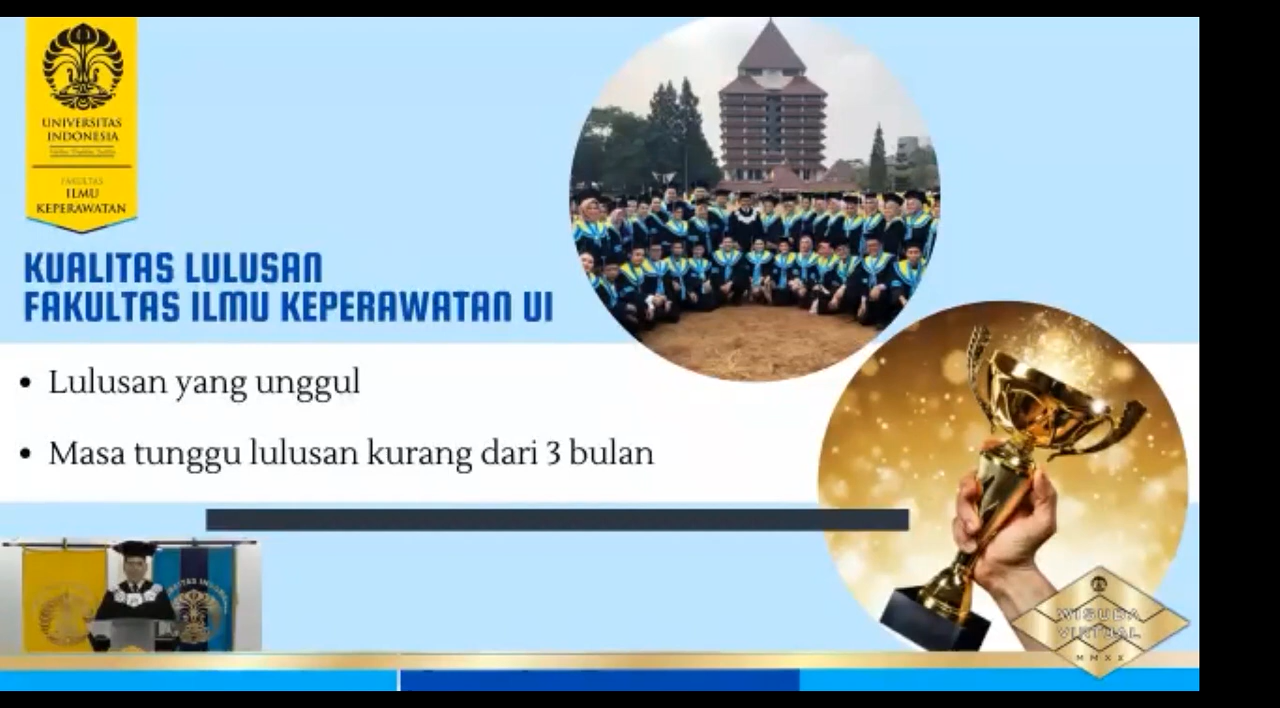 UNIVERSITAS
INDONESIA
FAKULTAS
ILMU
KEPERAWATAN
KUALITAS LULUSAN
FAKULTAS ILMU KEPERAWATAN UI
• Lulusan yang unggul
• Masa tunggu lulusan kurang dari 3 bulan
WISUDA
VIRTUAL
MMXX